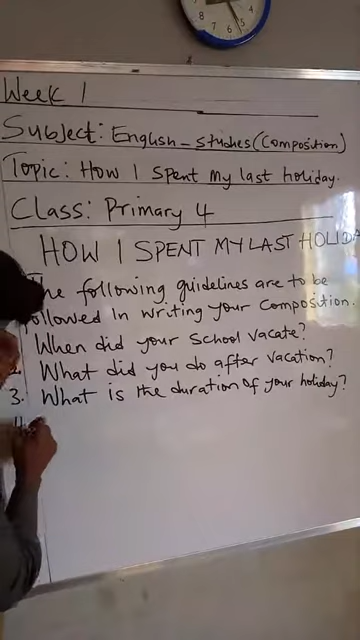 Week 1
Subject: English-studies (Composition)
Topic: How I spent my last holiday.
Class: Primary 4
HOW I SPENT MY LAST HOLIDA
The following guidelines are to be
followed in writing your composition.
When did your school vacate?
What did you do after vacation?
3. What is the duration of your holiday?
4